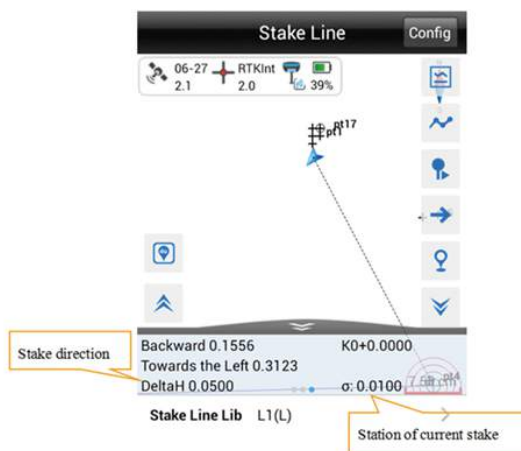 Stake Line
Config
06-27
2.1
RTKInt
2.0
39%
pt17
pt1
Backward 0.1556
K0+0.0000
Towards the Left 0.3123
DeltaH 0.0500
σ: 0.0100
pt4
Stake Line Lib L1(L)
Stake direction
Station of current stake